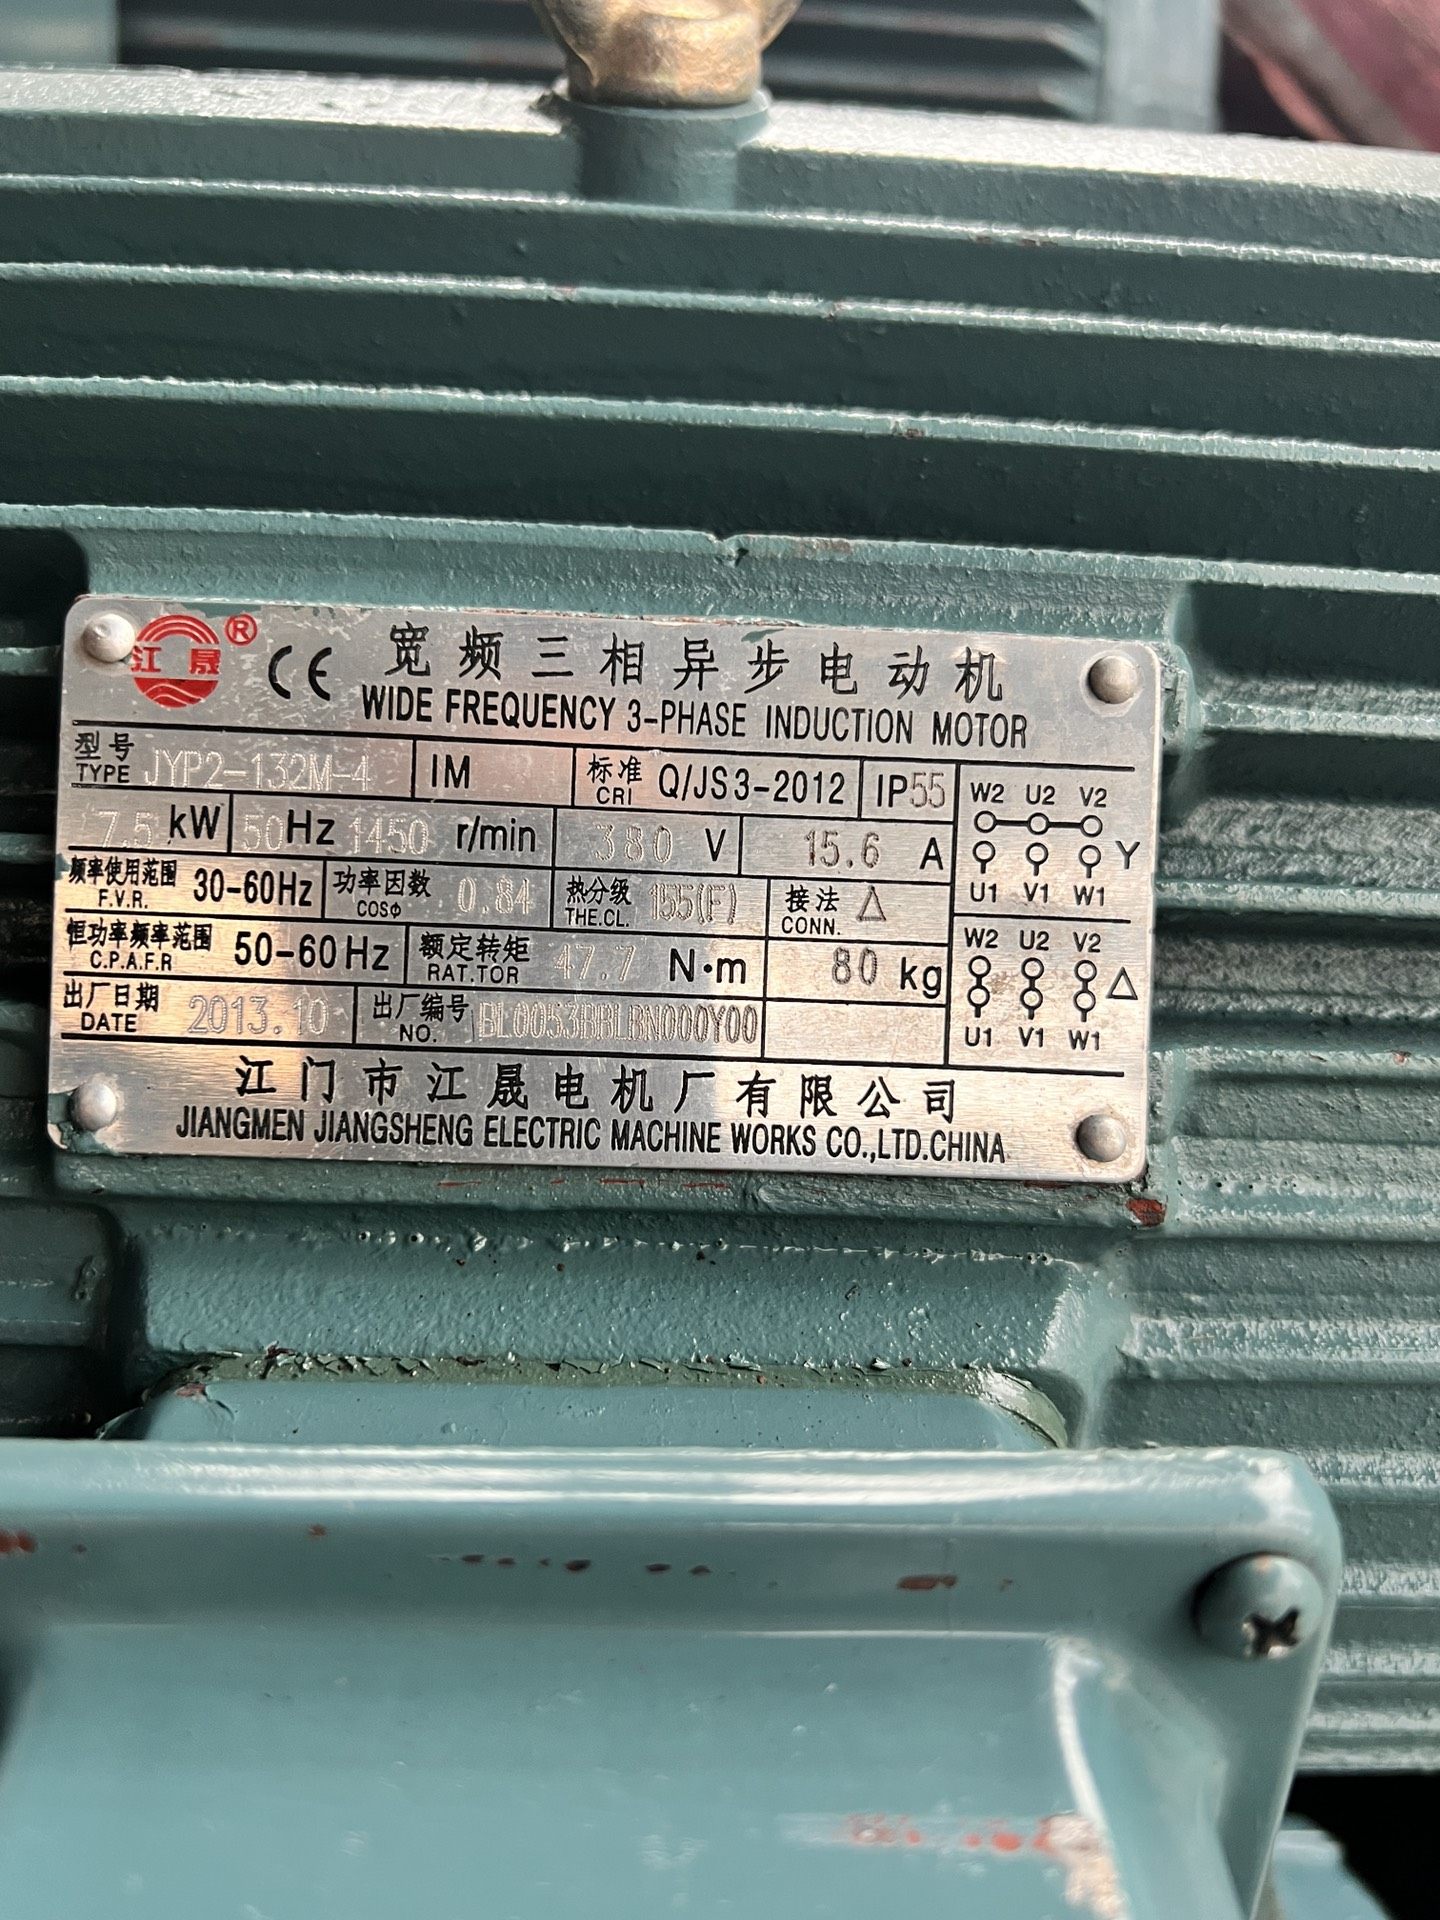 江晟®
CE
宽频三相异步电动机
WIDE FREQUENCY 3-PHASE INDUCTION MOTOR
型号 TYPE JYP2-132M-4 IM 标准 CRI Q/JS3-2012 IP55
7.5 kW 50Hz 1450 r/min 380 V 15.6 A
频率使用范围 F.V.R. 30-60Hz 功率因数 COSΦ 0.84 热分级 THE.CL. 155(F) 接法 CONN. △
恒功率频率范围 C.P.A.F.R 50-60Hz 额定转矩 RAT.TOR 47.7 N·m 80 kg
出厂日期 DATE 2013.10 出厂编号 NO.
W2 U2 V2
Y
U1 V1 W1
W2 U2 V2
△
U1 V1 W1
江门市江晟电机厂有限公司
JIANGMEN JIANGSHENG ELECTRIC MACHINE WORKS CO.,LTD.CHINA